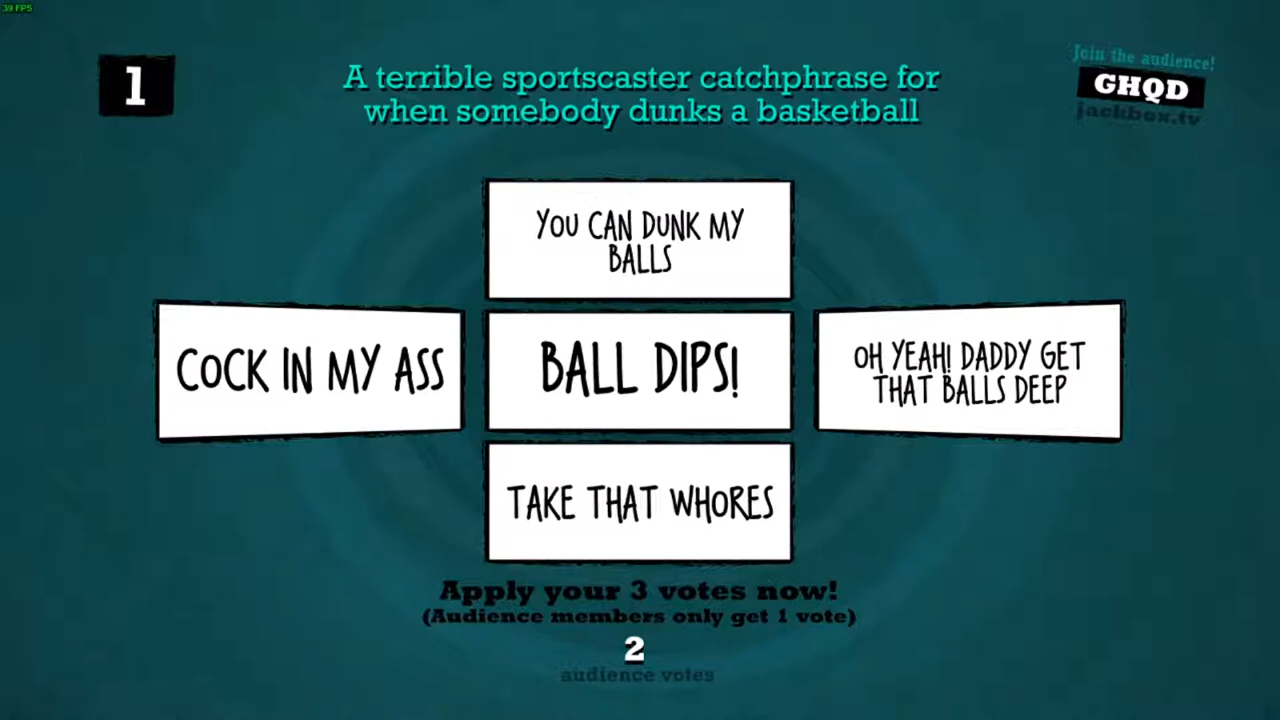 39 FPS
1
A terrible sportscaster catchphrase for
when somebody dunks a basketball
Join the audience!
GHQD
jackbox.tv
YOU CAN DUNK MY
BALLS
COCK IN MY ASS
BALL DIPS!
OH YEAH! DADDY GET
THAT BALLS DEEP
TAKE THAT WHORES
Apply your 3 votes now!
(Audience members only get 1 vote)
2
audience votes